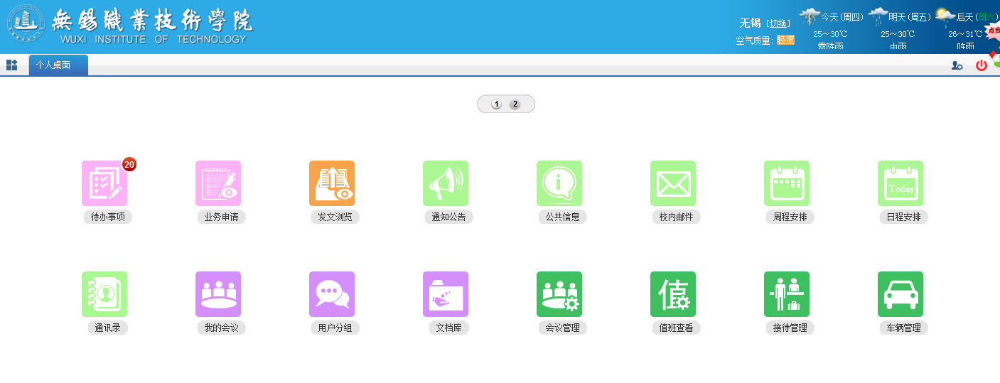 無錫職業技術學院
WUXI INSTITUTE OF TECHNOLOGY
无锡 [切换]
空气质量: 轻度
今天(周四) 明天(周五) 后天(周六)
25~30℃ 25~30℃ 26~31℃
雷阵雨 中雨 阵雨
点我
个人桌面
1 2
20
Today
待办事项 业务申请 发文浏览 通知公告 公共信息 校内邮件 周程安排 日程安排
值
通讯录 我的会议 用户分组 文档库 会议管理 值班查看 接待管理 车辆管理